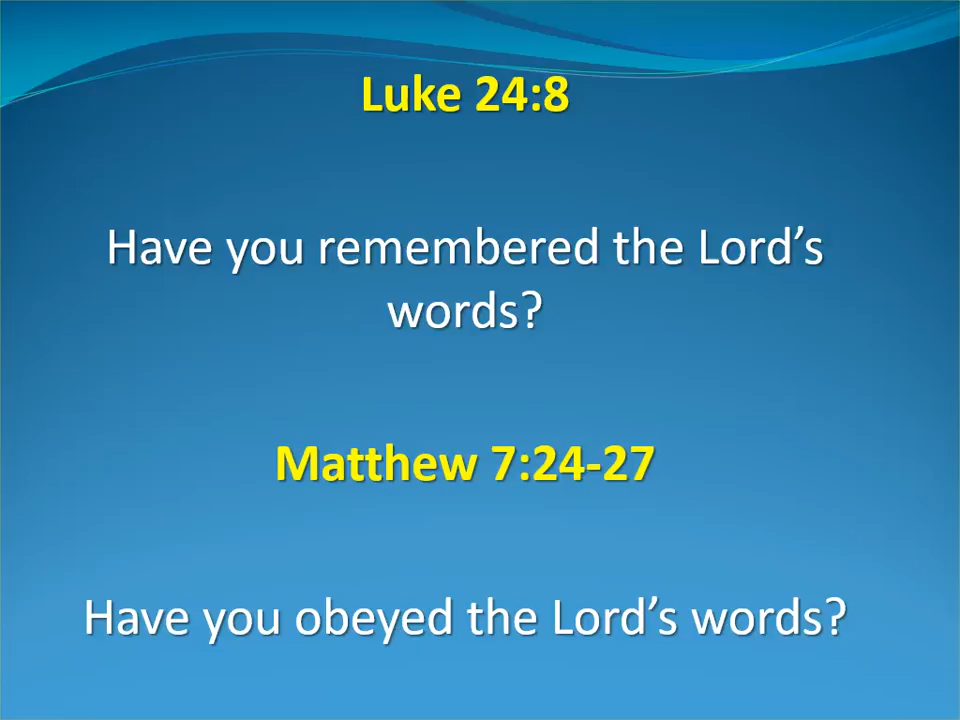 Luke 24:8
Have you remembered the Lord’s
words?
Matthew 7:24-27
Have you obeyed the Lord’s words?